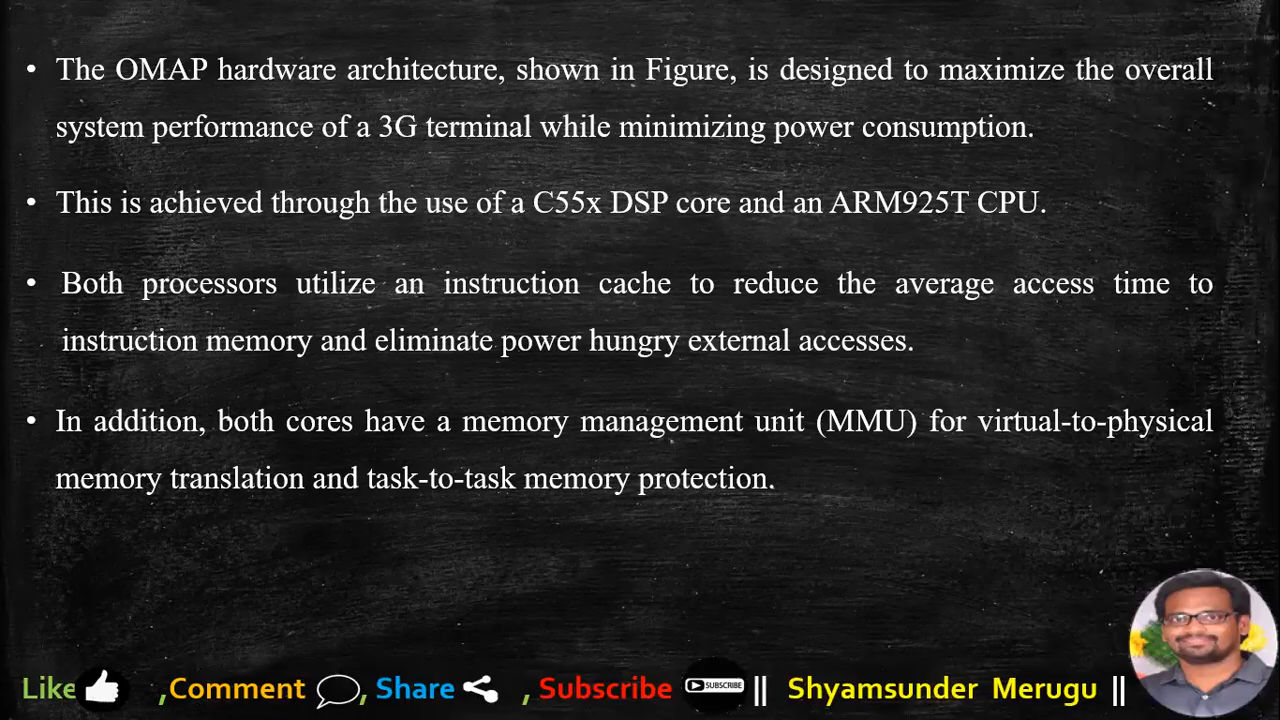 • The OMAP hardware architecture, shown in Figure, is designed to maximize the overall
system performance of a 3G terminal while minimizing power consumption.
• This is achieved through the use of a C55x DSP core and an ARM925T CPU.
• Both processors utilize an instruction cache to reduce the average access time to
instruction memory and eliminate power hungry external accesses.
• In addition, both cores have a memory management unit (MMU) for virtual-to-physical
memory translation and task-to-task memory protection.
Like ,Comment , Share , Subscribe SUBSCRIBE || Shyamsunder Merugu ||